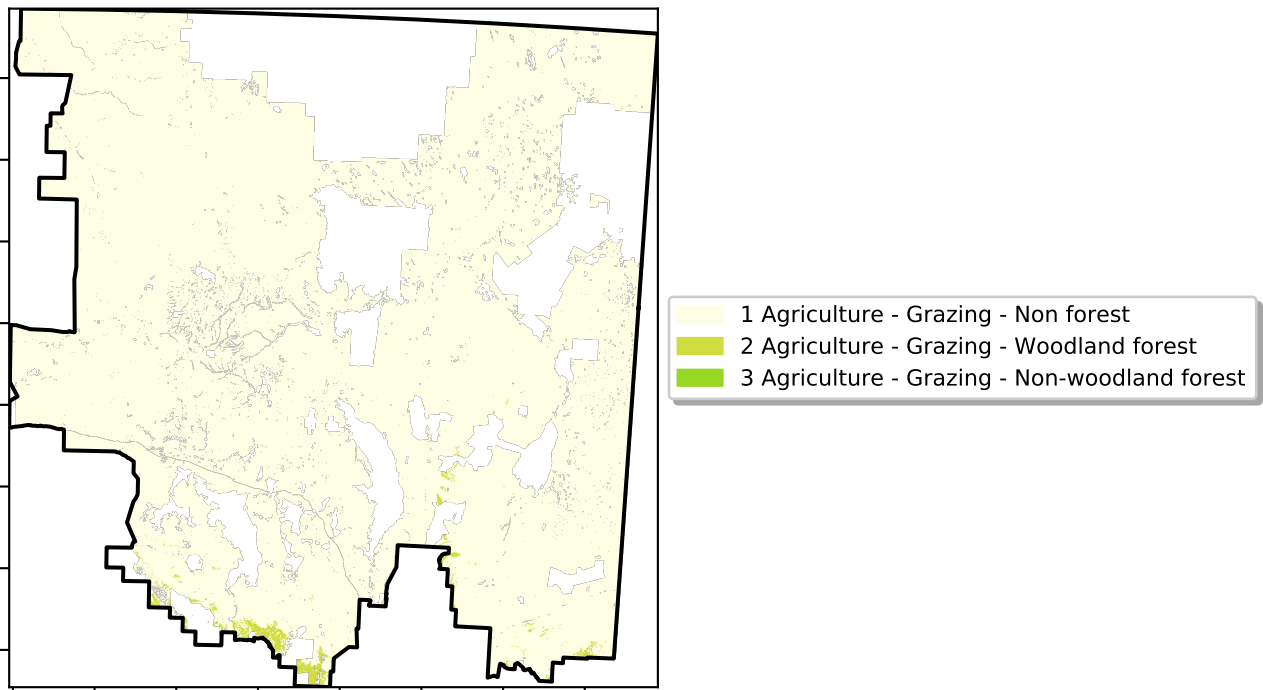 1 Agriculture - Grazing - Non forest
2 Agriculture - Grazing - Woodland forest
3 Agriculture - Grazing - Non-woodland forest